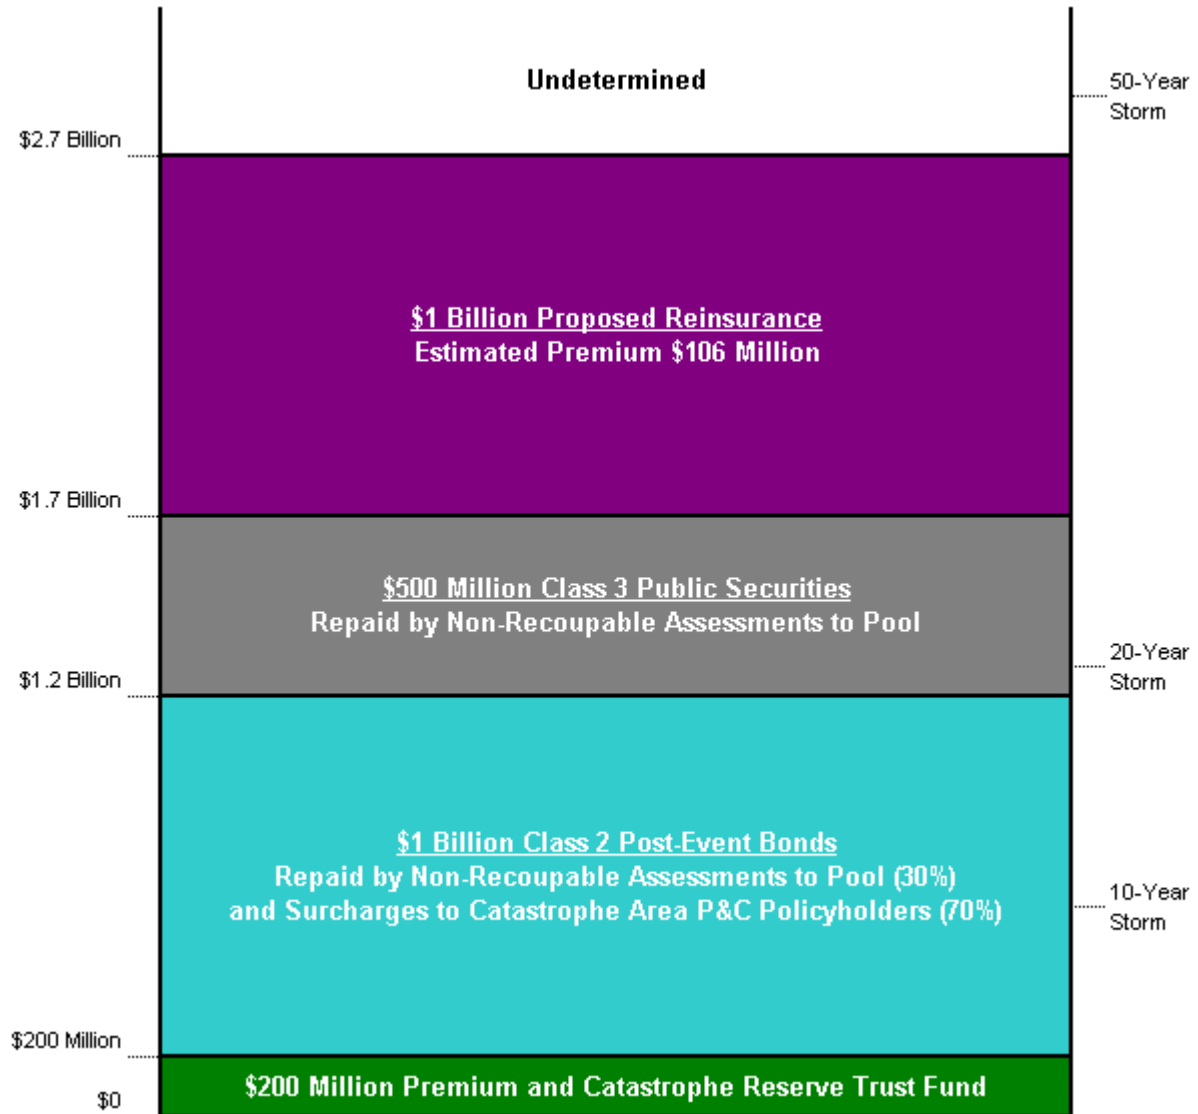 Undetermined
50-Year
Storm
$2.7 Billion
$1 Billion Proposed Reinsurance
Estimated Premium $106 Million
$1.7 Billion
$500 Million Class 3 Public Securities
Repaid by Non-Recoupable Assessments to Pool
20-Year
Storm
$1.2 Billion
$1 Billion Class 2 Post-Event Bonds
Repaid by Non-Recoupable Assessments to Pool (30%)
and Surcharges to Catastrophe Area P&C Policyholders (70%)
10-Year
Storm
$200 Million
$200 Million Premium and Catastrophe Reserve Trust Fund
$0